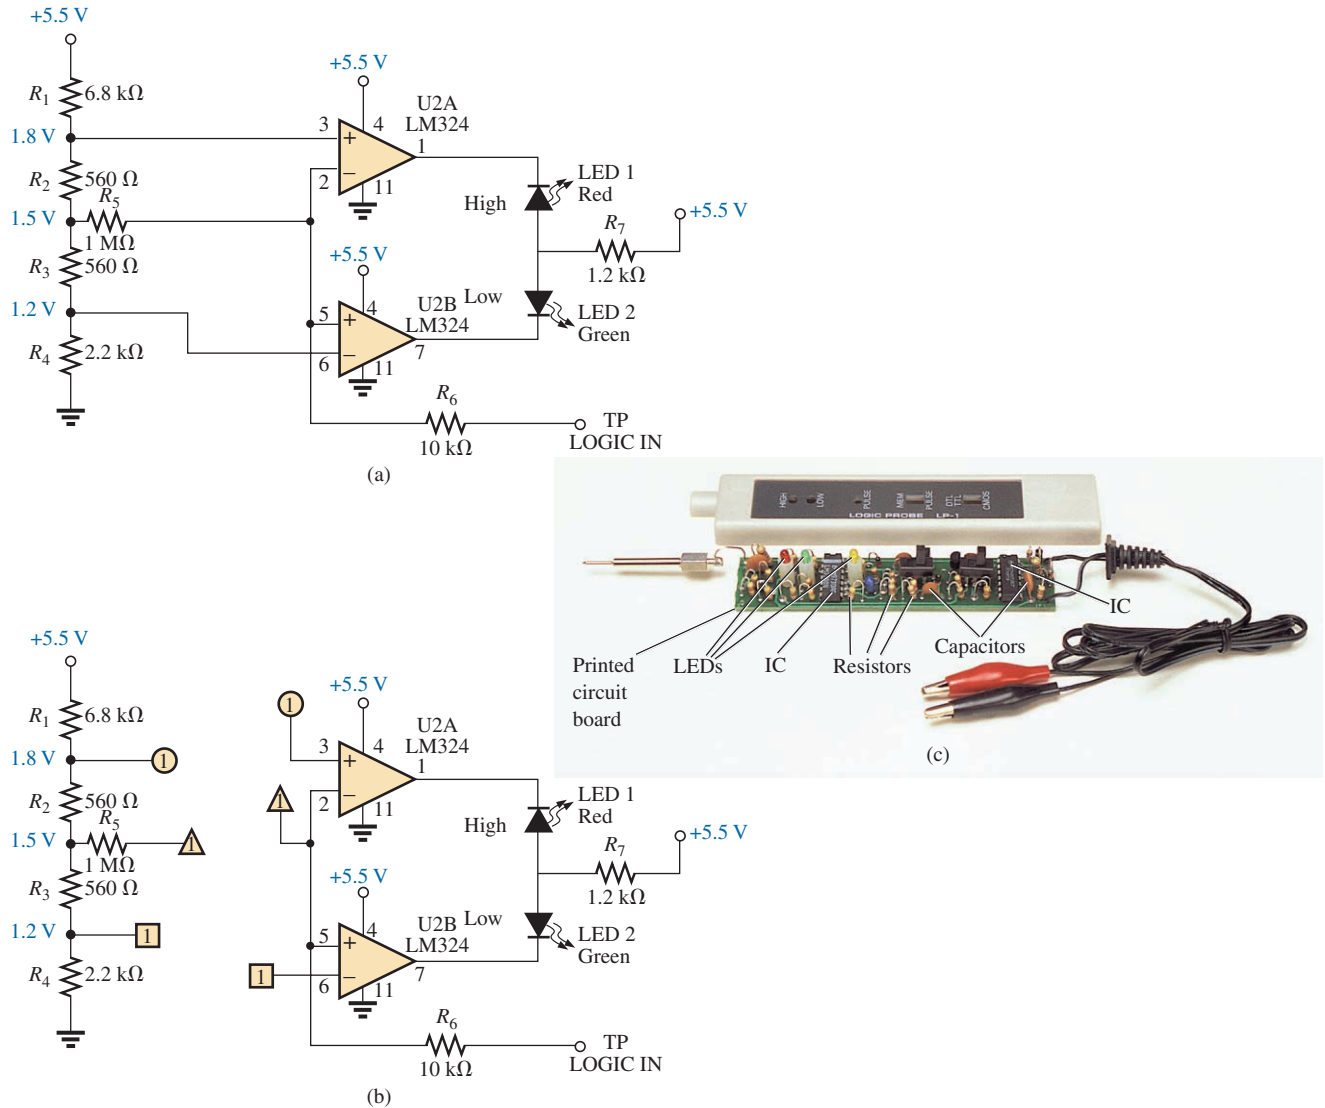 +5.5 V
R1 6.8 kΩ
1.8 V
R2 560 Ω
1.5 V
R5
1 MΩ
R3 560 Ω
1.2 V
R4 2.2 kΩ
+5.5 V
U2A
LM324
3 + 4 1
2 − 11
+5.5 V
U2B
LM324
5 + 4
6 − 11 7
LED 1
Red
High
R7
1.2 kΩ
+5.5 V
Low
LED 2
Green
R6
10 kΩ
TP
LOGIC IN
(a)
HIGH
LOW
PULSE
MEM
PULSE
DTL
TTL
CMOS
LOGIC PROBE LP-1
Printed
circuit
board
LEDs
IC
Resistors
Capacitors
IC
(c)
+5.5 V
R1 6.8 kΩ
1.8 V 1
R2 560 Ω
1.5 V
R5
1 MΩ
1
R3 560 Ω
1.2 V 1
R4 2.2 kΩ
1
1
1
+5.5 V
U2A
LM324
3 + 4 1
2 − 11
+5.5 V
U2B
LM324
5 + 4
6 − 11 7
LED 1
Red
High
R7
1.2 kΩ
+5.5 V
Low
LED 2
Green
R6
10 kΩ
TP
LOGIC IN
(b)